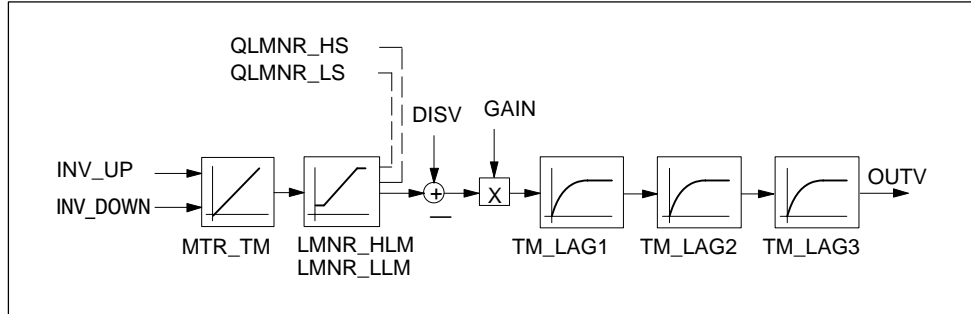 QLMNR_HS
QLMNR_LS
DISV
GAIN
INV_UP
INV_DOWN
OUTV
+
−
X
MTR_TM
LMNR_HLM
LMNR_LLM
TM_LAG1
TM_LAG2
TM_LAG3